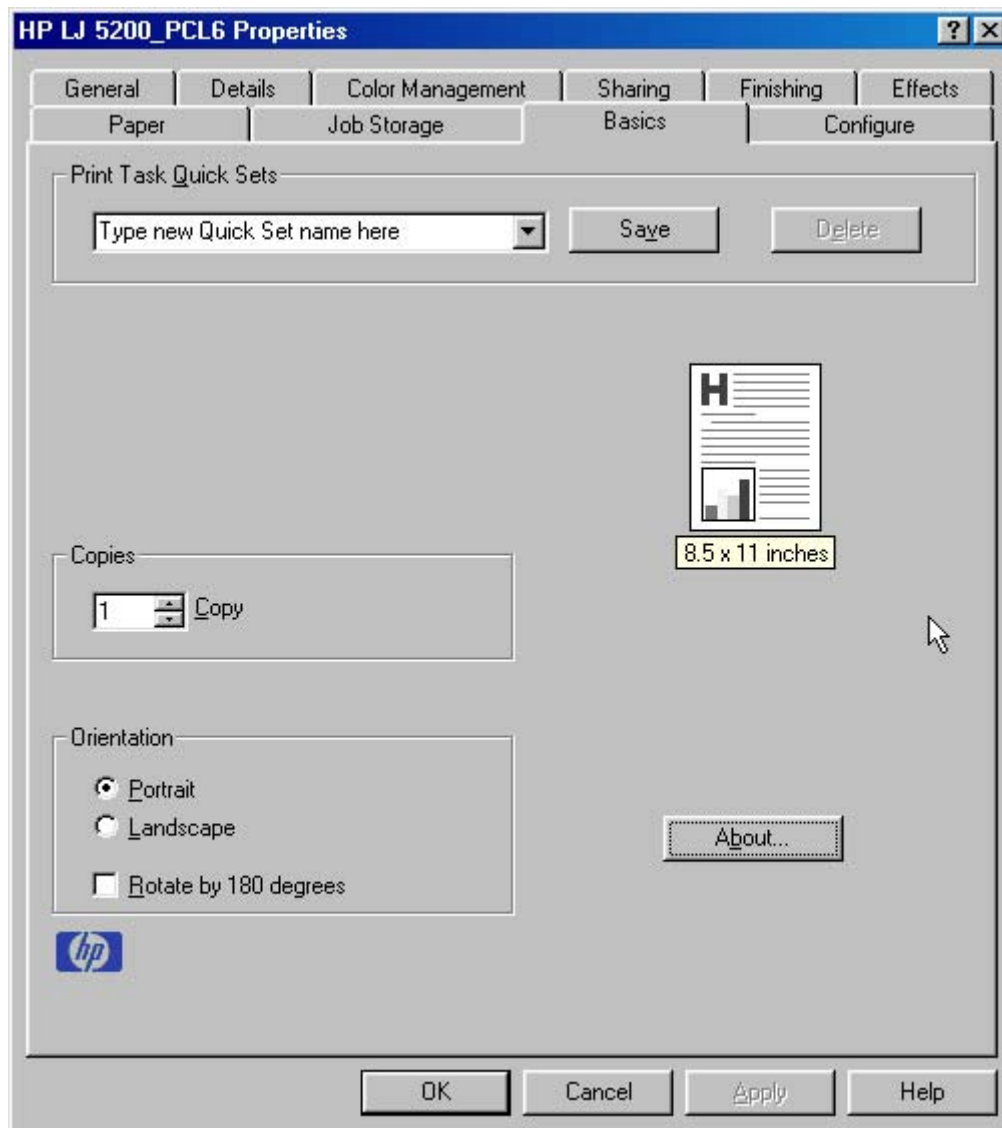 HP LJ 5200_PCL6 Properties
General Details Color Management Sharing Finishing Effects
Paper Job Storage Basics Configure
Print Task Quick Sets
Type new Quick Set name here Save Delete
H
8.5 x 11 inches
Copies
1 Copy
Orientation
Portrait
Landscape
About...
Rotate by 180 degrees
hp
OK Cancel Apply Help